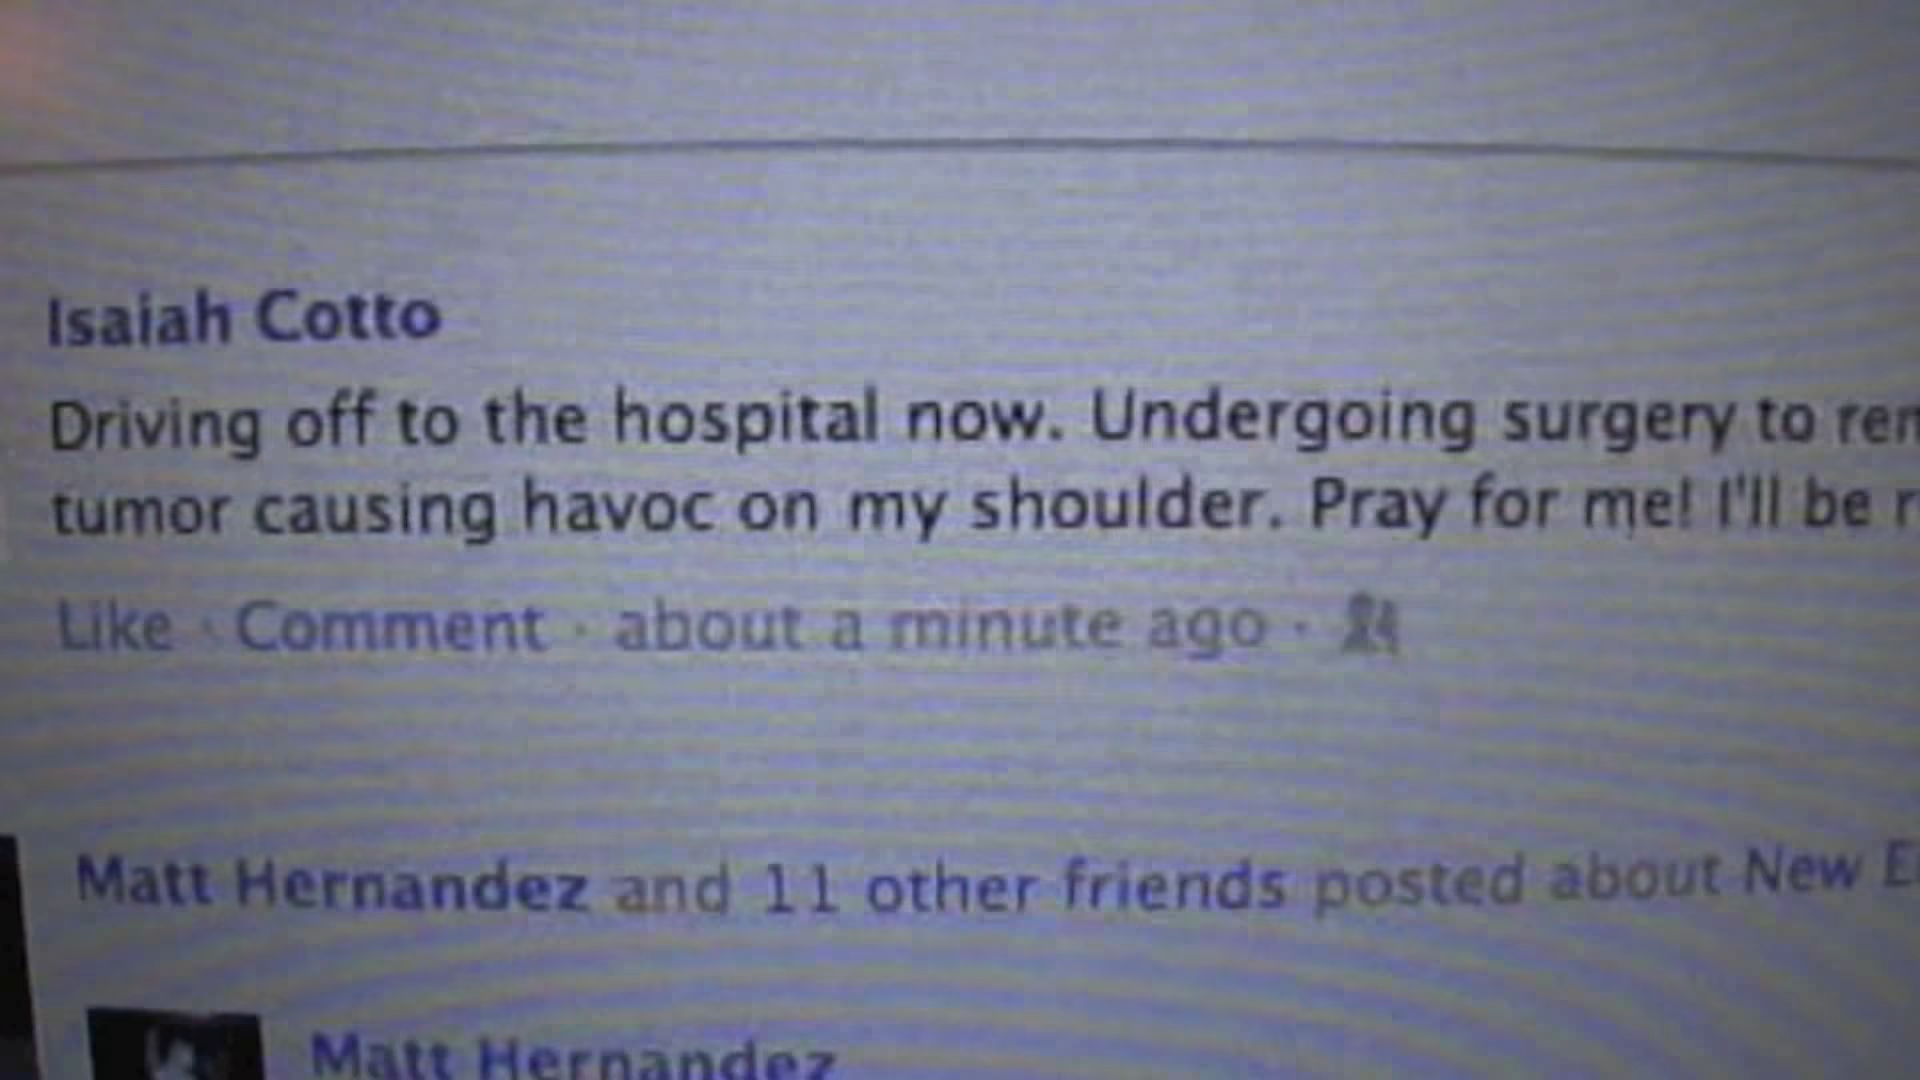 Isaiah Cotto
Driving off to the hospital now. Undergoing surgery to
tumor causing havoc on my shoulder. Pray for me! I'll be
Like · Comment · about a minute ago ·
Matt Hernandez and 11 other friends posted about New
Matt Hernandez